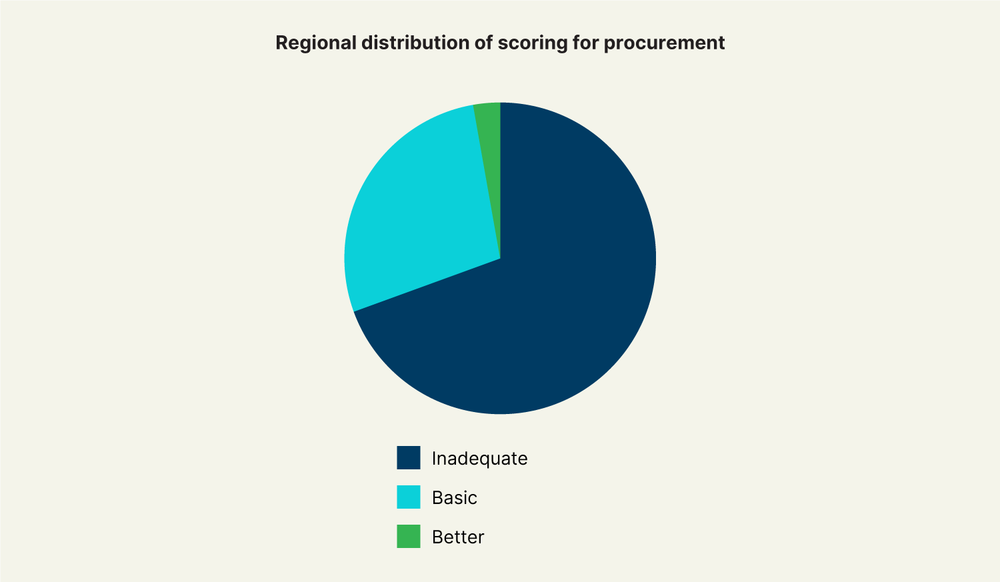 Regional distribution of scoring for procurement
Inadequate
Basic
Better